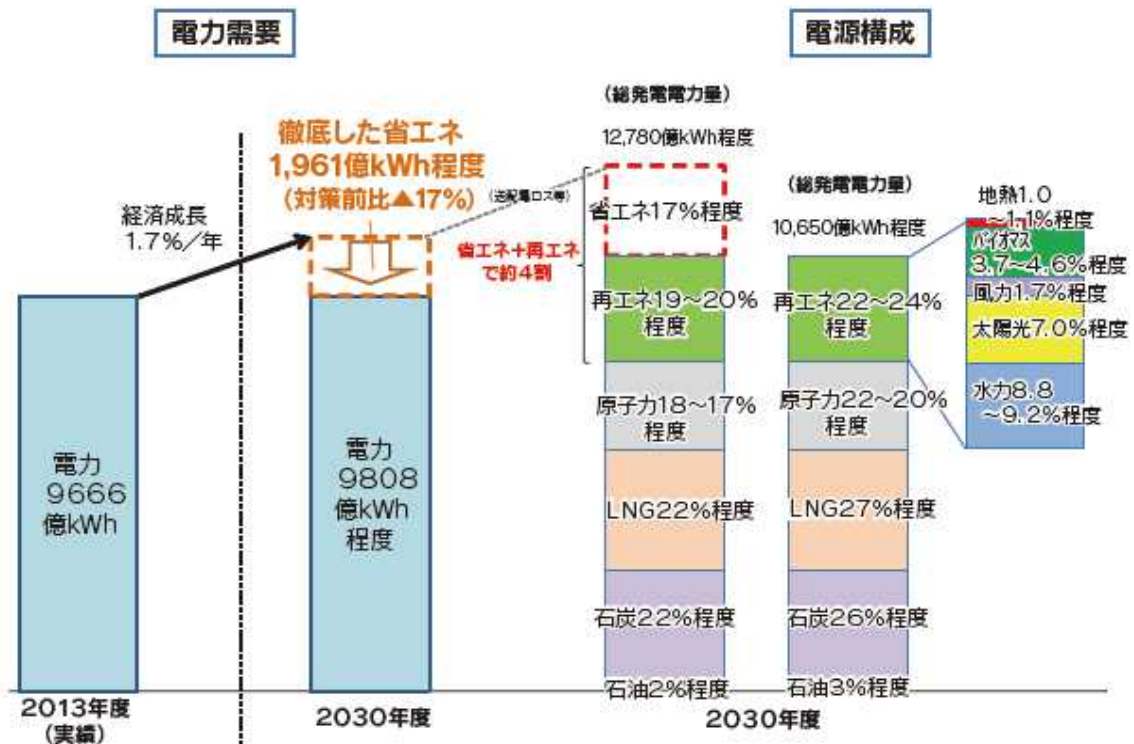 電力需要
電源構成
徹底した省エネ
1,961億kWh程度
(対策前比▲17%)
経済成長
1.7%/年
電力
9666
億kWh
電力
9808
億kWh
程度
2013年度
(実績)
2030年度
(送配電ロス等)
省エネ+再エネ
で約4割
(総発電電力量)
12,780億kWh程度
省エネ17%程度
再エネ19~20%
程度
原子力18~17%
程度
LNG22%程度
石炭22%程度
石油2%程度
(総発電電力量)
10,650億kWh程度
再エネ22~24%
程度
原子力22~20%
程度
LNG27%程度
石炭26%程度
石油3%程度
2030年度
地熱1.0
~1.1%程度
バイオマス
3.7~4.6%程度
風力1.7%程度
太陽光7.0%程度
水力8.8
~9.2%程度